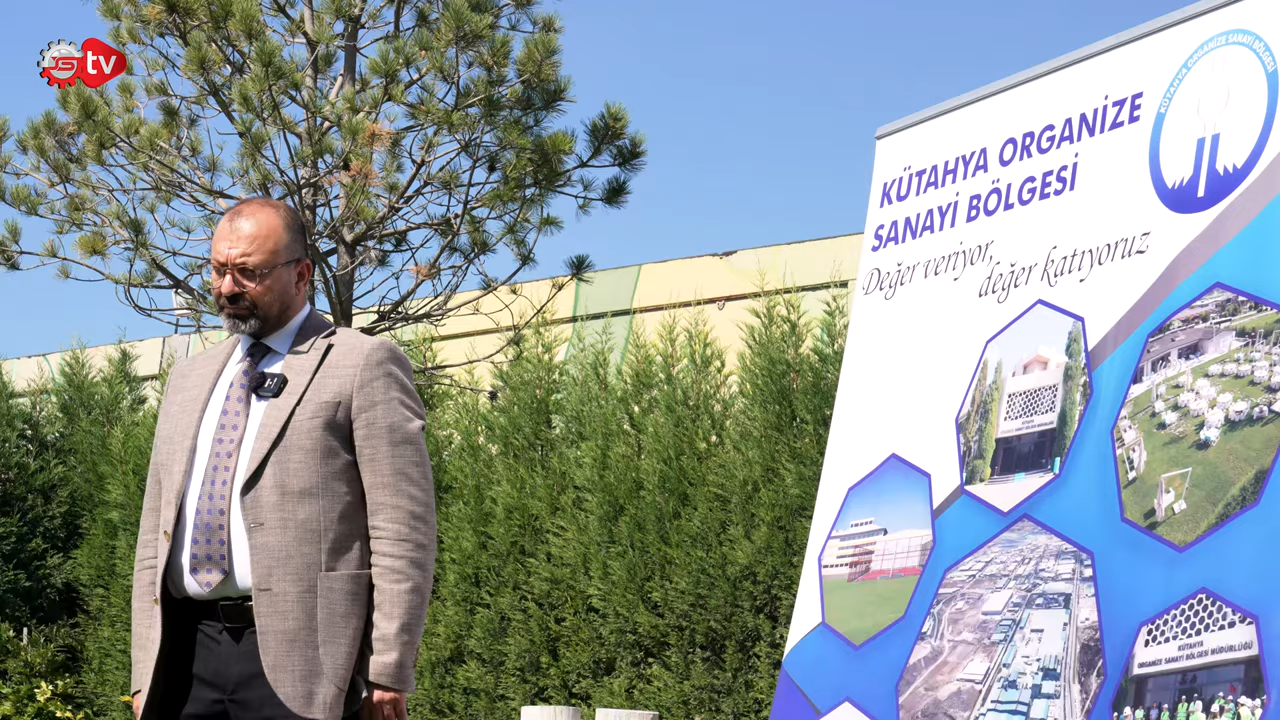 tv
KÜTAHYA ORGANİZE SANAYİ BÖLGESİ
KÜTAHYA ORGANİZE
SANAYİ BÖLGESİ
Değer veriyor,
değer katıyoruz
KÜTAHYA
ORGANİZE SANAYİ BÖLGESİ MÜDÜRLÜĞÜ